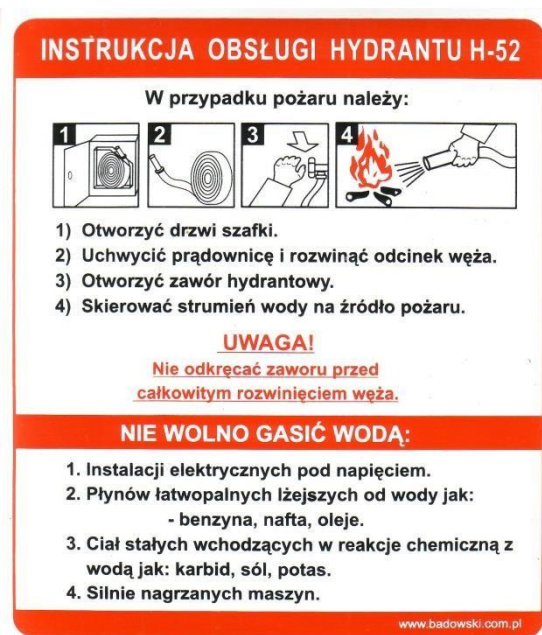 INSTRUKCJA OBSŁUGI HYDRANTU H-52
W przypadku pożaru należy:
1 2 3 4
1) Otworzyć drzwi szafki.
2) Uchwycić prądownicę i rozwinąć odcinek węża.
3) Otworzyć zawór hydrantowy.
4) Skierować strumień wody na źródło pożaru.
UWAGA!
Nie odkręcać zaworu przed
całkowitym rozwinięciem węża.
NIE WOLNO GASIĆ WODĄ:
1. Instalacji elektrycznych pod napięciem.
2. Płynów łatwopalnych lżejszych od wody jak:
- benzyna, nafta, oleje.
3. Ciał stałych wchodzących w reakcje chemiczną z
wodą jak: karbid, sól, potas.
4. Silnie nagrzanych maszyn.
www.badowski.com.pl